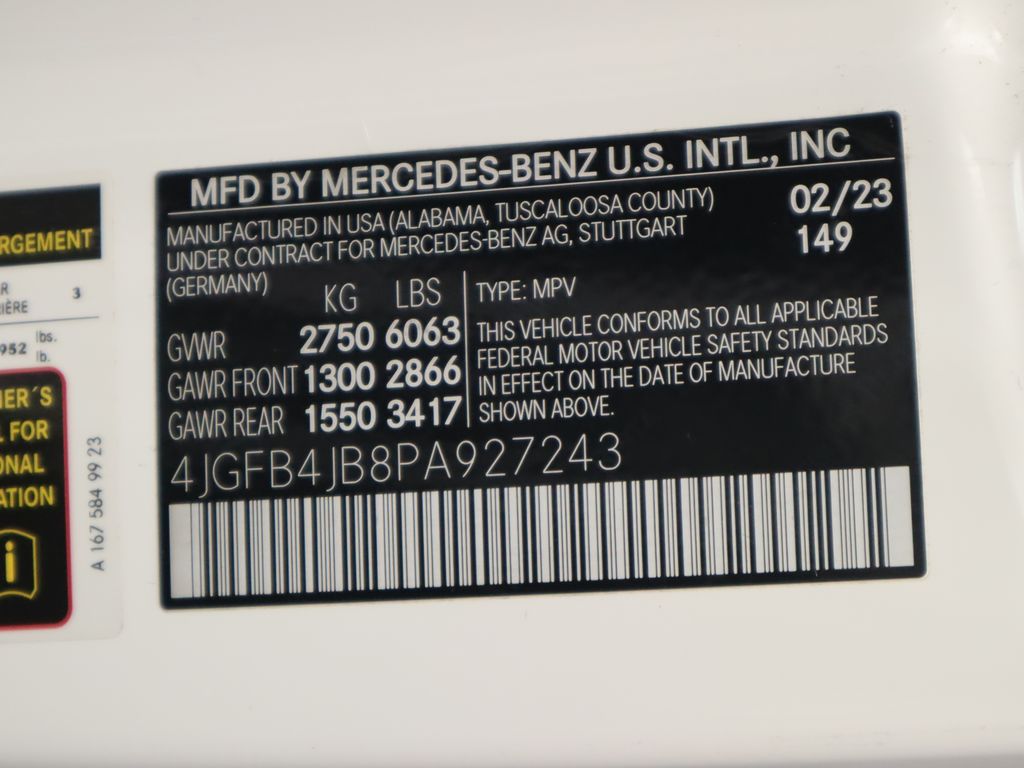 RGEMENT
R
IÈRE
3
952 lbs.
lb.
ER´S
FOR
ONAL
ATION
i
A 167 584 99 23
MFD BY MERCEDES-BENZ U.S. INTL., INC
MANUFACTURED IN USA (ALABAMA, TUSCALOOSA COUNTY) 02/23
UNDER CONTRACT FOR MERCEDES-BENZ AG, STUTTGART 149
(GERMANY)
KG LBS
GVWR 2750 6063
GAWR FRONT 1300 2866
GAWR REAR 1550 3417
TYPE: MPV
THIS VEHICLE CONFORMS TO ALL APPLICABLE
FEDERAL MOTOR VEHICLE SAFETY STANDARDS
IN EFFECT ON THE DATE OF MANUFACTURE
SHOWN ABOVE.
4JGFB4JB8PA927243